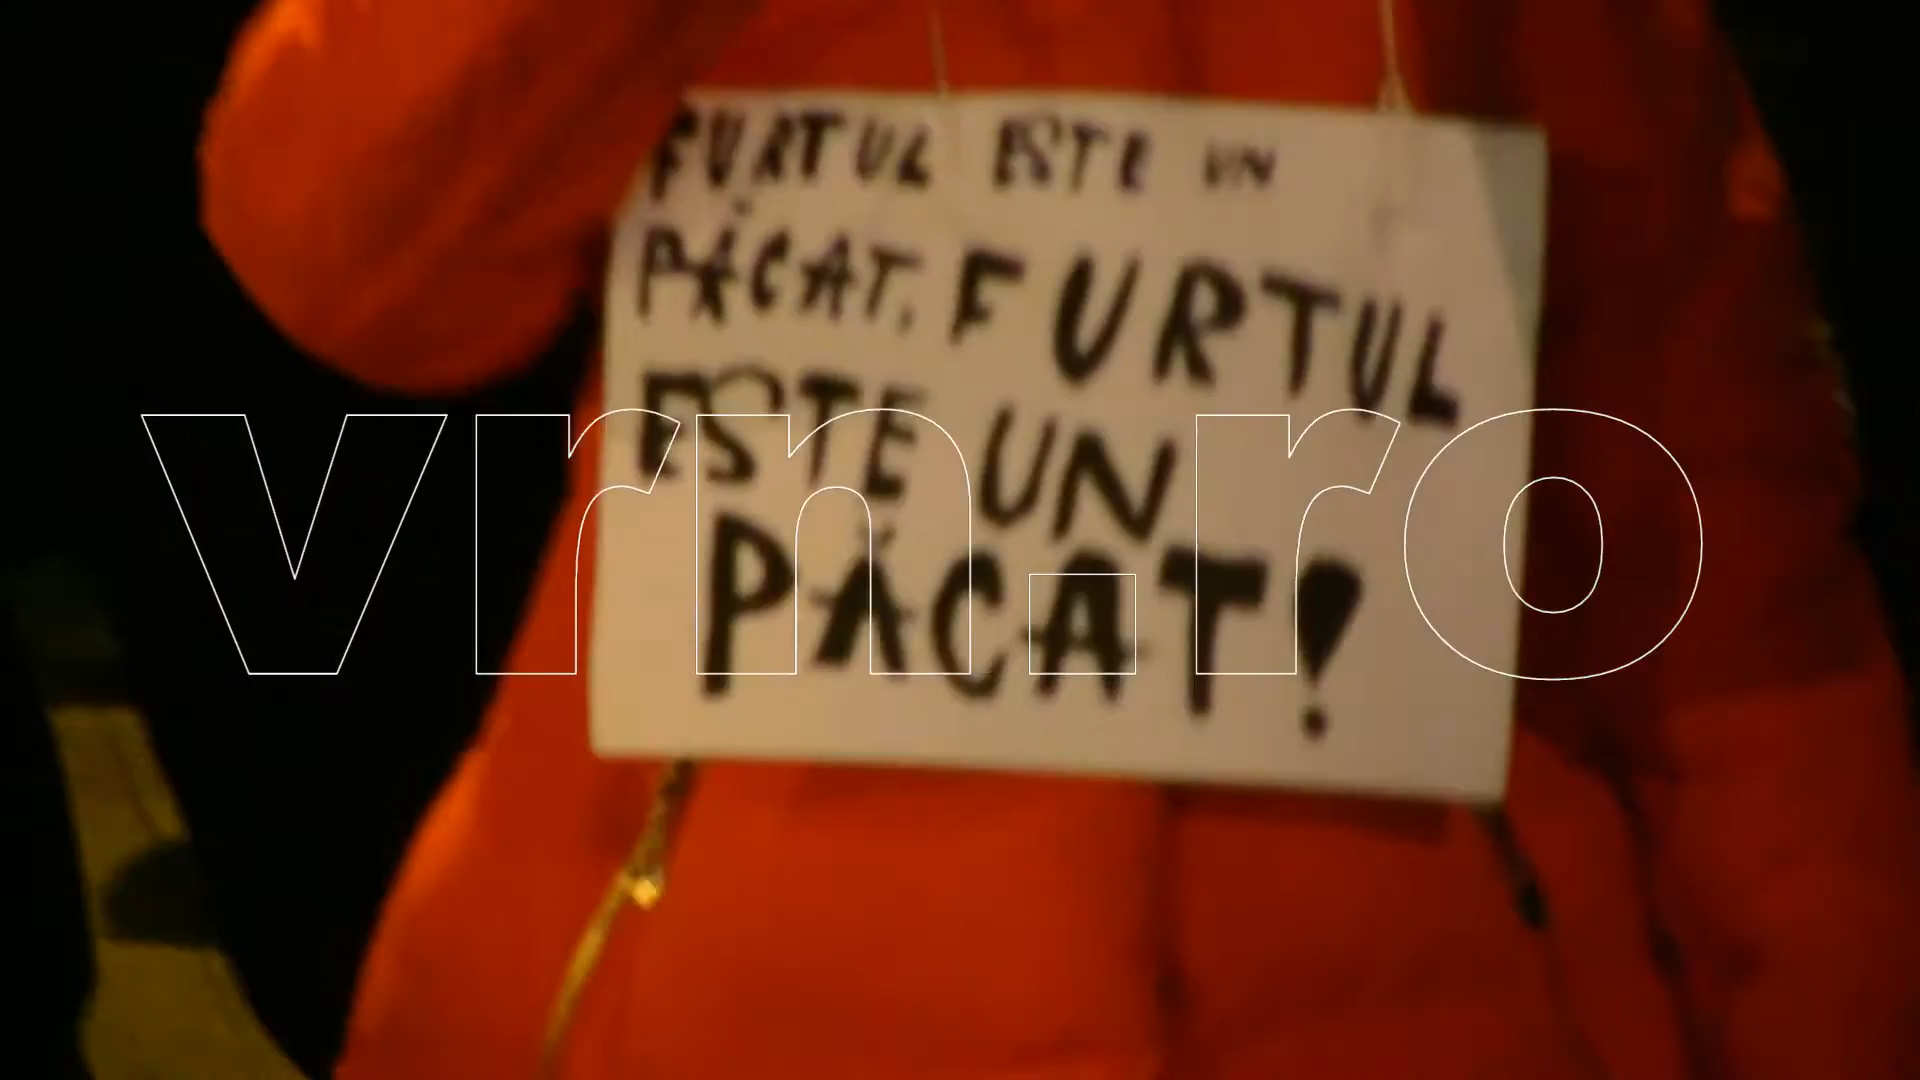 FURTUL ESTE UN
PĂCAT, FURTUL
ESTE UN
PĂCAT!
vrn.ro